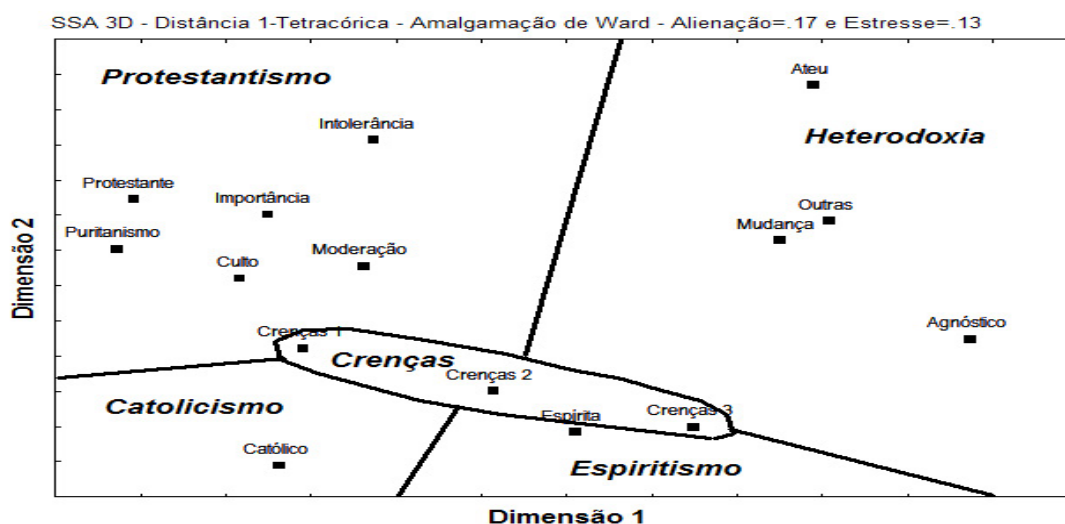 SSA 3D - Distância 1-Tetracórica - Amalgamação de Ward - Alienação=.17 e Estresse=.13
Protestantismo
Ateu
Intolerância
Heterodoxia
Protestante
Importância
Outras
Puritanismo
Mudança
Culto
Moderação
Agnóstico
Crenças 1
Crenças
Crenças 2
Catolicismo
Espírita
Crenças 3
Católico
Espiritismo
Dimensão 2
Dimensão 1